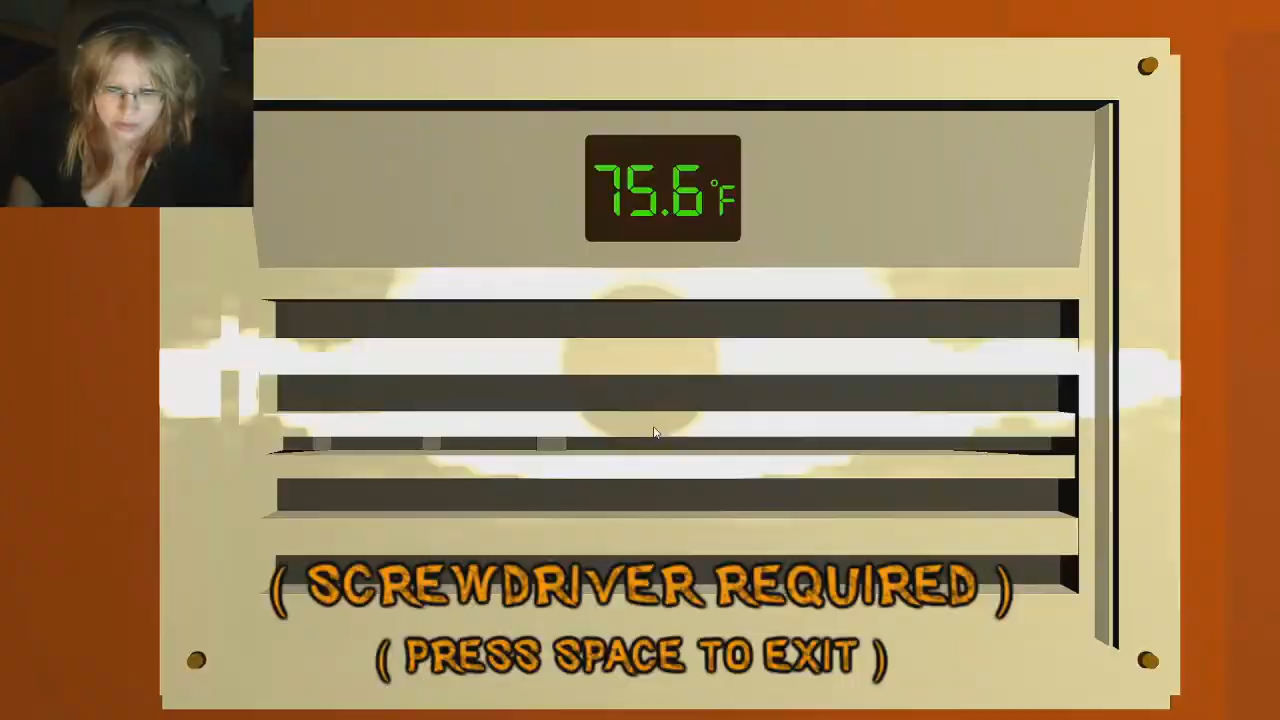 75.6°F
( SCREWDRIVER REQUIRED )
( PRESS SPACE TO EXIT )